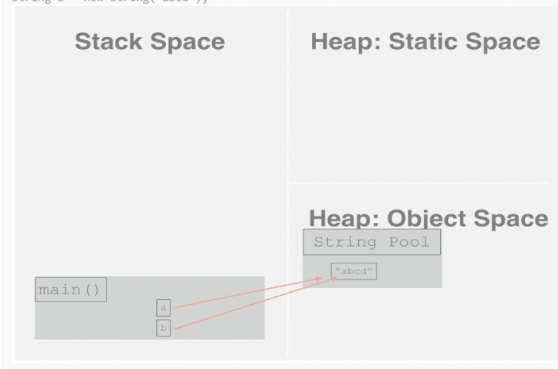 Stack Space
Heap: Static Space
Heap: Object Space
String Pool
"abcd"
main()
a
b